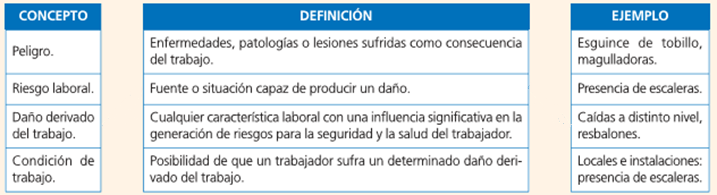 CONCEPTO
DEFINICIÓN
EJEMPLO
Peligro.
Enfermedades, patologías o lesiones sufridas como consecuencia
del trabajo.
Esguince de tobillo,
magulladoras.
Riesgo laboral.
Fuente o situación capaz de producir un daño.
Presencia de escaleras.
Daño derivado
del trabajo.
Cualquier característica laboral con una influencia significativa en la
generación de riesgos para la seguridad y la salud del trabajador.
Caídas a distinto nivel,
resbalones.
Condición de
trabajo.
Posibilidad de que un trabajador sufra un determinado daño deri-
vado del trabajo.
Locales e instalaciones:
presencia de escaleras.